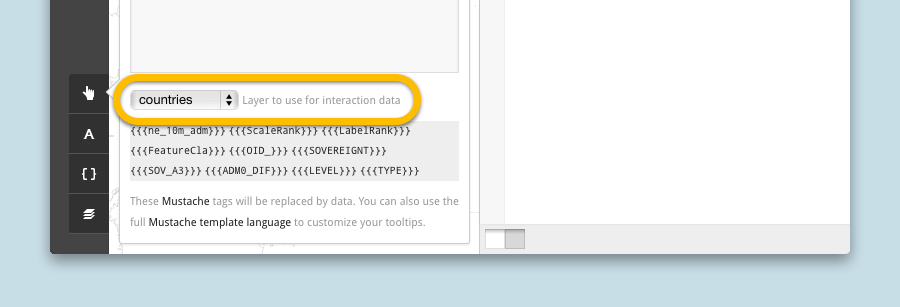 countries Layer to use for interaction data
{{{ne_10m_adm}}} {{{ScaleRank}}} {{{LabelRank}}}
{{{FeatureCla}}} {{{OID_}}} {{{SOVEREIGNT}}}
{{{SOV_A3}}} {{{ADM0_DIF}}} {{{LEVEL}}} {{{TYPE}}}
These Mustache tags will be replaced by data. You can also use the
full Mustache template language to customize your tooltips.
A
{ }